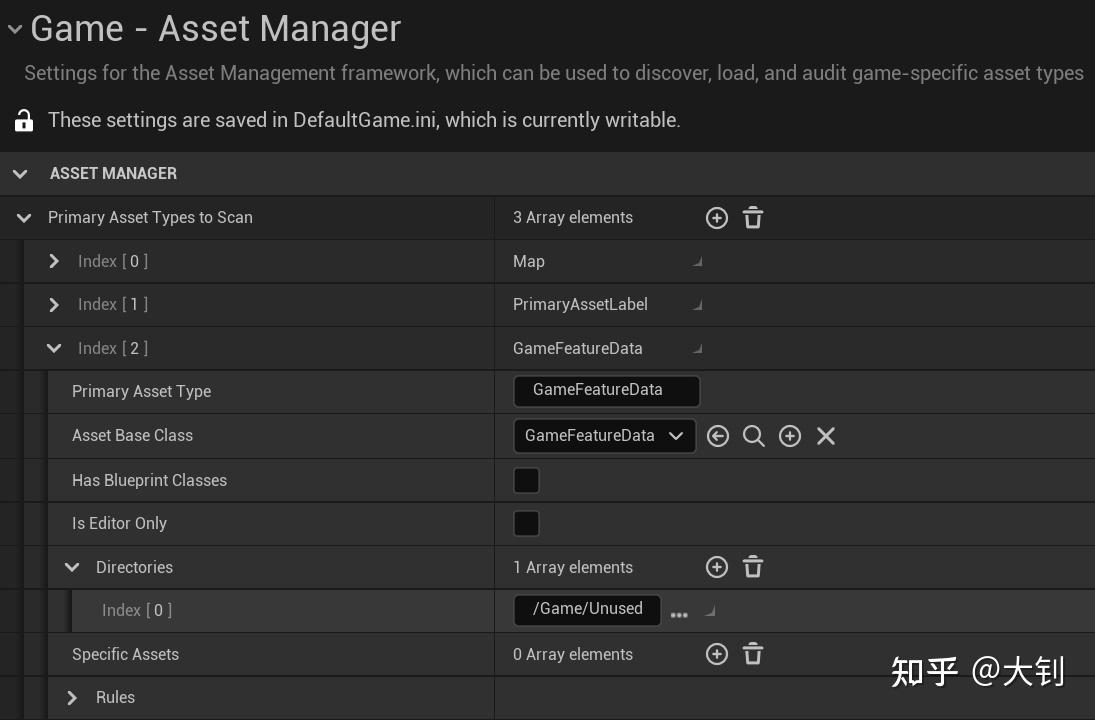 Game - Asset Manager
Settings for the Asset Management framework, which can be used to discover, load, and audit game-specific asset types
These settings are saved in DefaultGame.ini, which is currently writable.
ASSET MANAGER
Primary Asset Types to Scan 3 Array elements
Index [ 0 ] Map
Index [ 1 ] PrimaryAssetLabel
Index [ 2 ] GameFeatureData
Primary Asset Type GameFeatureData
Asset Base Class GameFeatureData
Has Blueprint Classes
Is Editor Only
Directories 1 Array elements
Index [ 0 ] /Game/Unused ...
Specific Assets 0 Array elements
Rules
知乎 @大钊